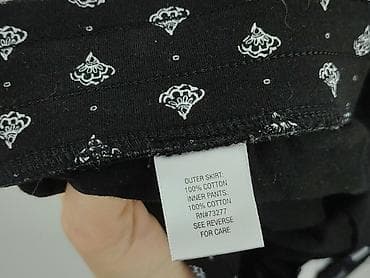 OUTER SKIRT:
100% COTTON
INNER PANTS:
100% COTTON
RN#73277
SEE REVERSE
FOR CARE